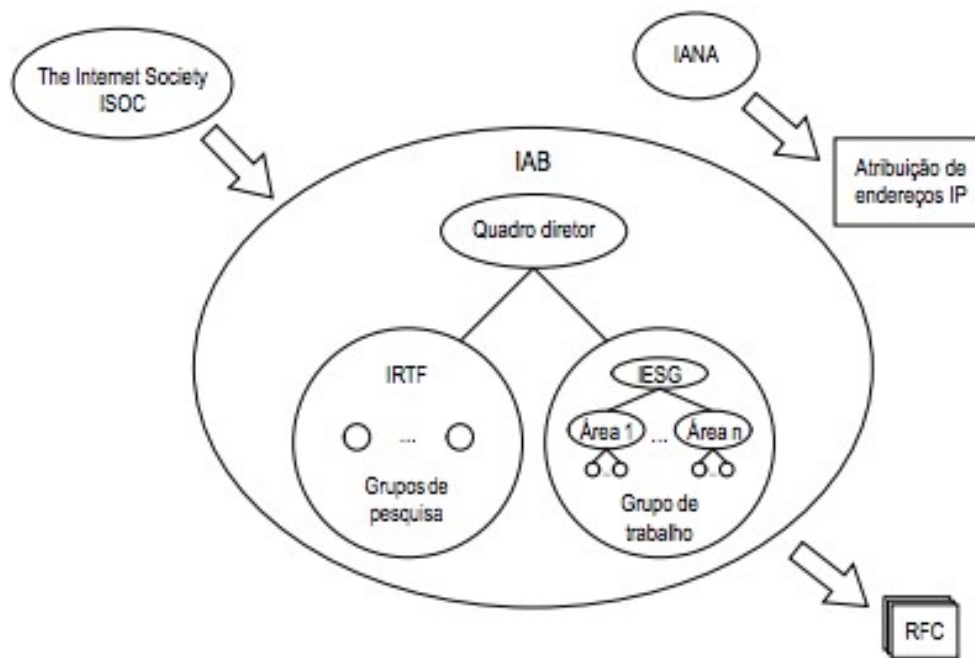 The Internet Society
ISOC
IANA
IAB
Atribuição de
endereços IP
Quadro diretor
IRTF
...
Grupos de
pesquisa
IESG
Área 1
...
Área n
...
...
Grupo de
trabalho
RFC